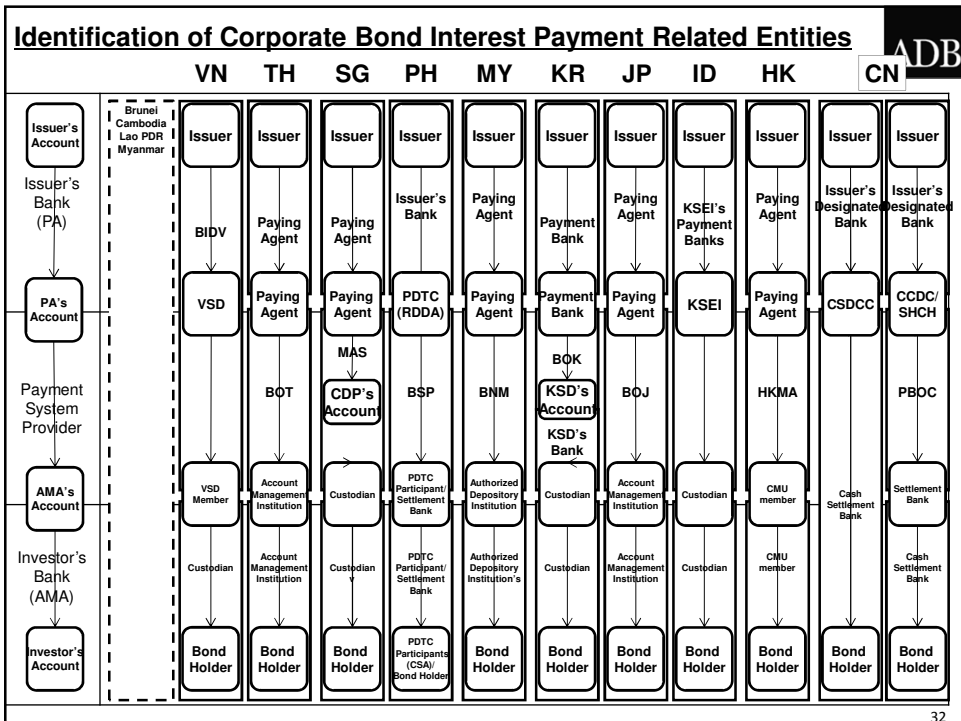 Identification of Corporate Bond Interest Payment Related Entities
ADB
VN TH SG PH MY KR JP ID HK CN
Issuer's
Account
Issuer's
Bank
(PA)
PA's
Account
Payment
System
Provider
AMA's
Account
Investor's
Bank
(AMA)
Investor's
Account
Brunei
Cambodia
Lao PDR
Myanmar
Issuer
BIDV
VSD
VSD
Member
Custodian
Bond
Holder
Issuer
Paying
Agent
Paying
Agent
BOT
Account
Management
Institution
Account
Management
Institution
Bond
Holder
Issuer
Paying
Agent
Paying
Agent
MAS
CDP's
Account
Custodian
Custodian
v
Bond
Holder
Issuer
Issuer's
Bank
PDTC
(RDDA)
BSP
PDTC
Participant/
Settlement
Bank
PDTC
Participant/
Settlement
Bank
PDTC
Participants
(CSA)/
Bond Holder
Issuer
Paying
Agent
Paying
Agent
BNM
Authorized
Depository
Institution
Authorized
Depository
Institution's
Bond
Holder
Issuer
Payment
Bank
Payment
Bank
BOK
KSD's
Account
KSD's
Bank
Custodian
Custodian
Bond
Holder
Issuer
Paying
Agent
Paying
Agent
BOJ
Account
Management
Institution
Account
Management
Institution
Bond
Holder
Issuer
KSEI's
Payment
Banks
KSEI
Custodian
Custodian
Bond
Holder
Issuer
Paying
Agent
Paying
Agent
HKMA
CMU
member
CMU
member
Bond
Holder
Issuer
Issuer's
Designated
Bank
CSDCC
Cash
Settlement
Bank
Bond
Holder
Issuer
Issuer's
Designated
Bank
CCDC/
SHCH
PBOC
Settlement
Bank
Cash
Settlement
Bank
Bond
Holder
32